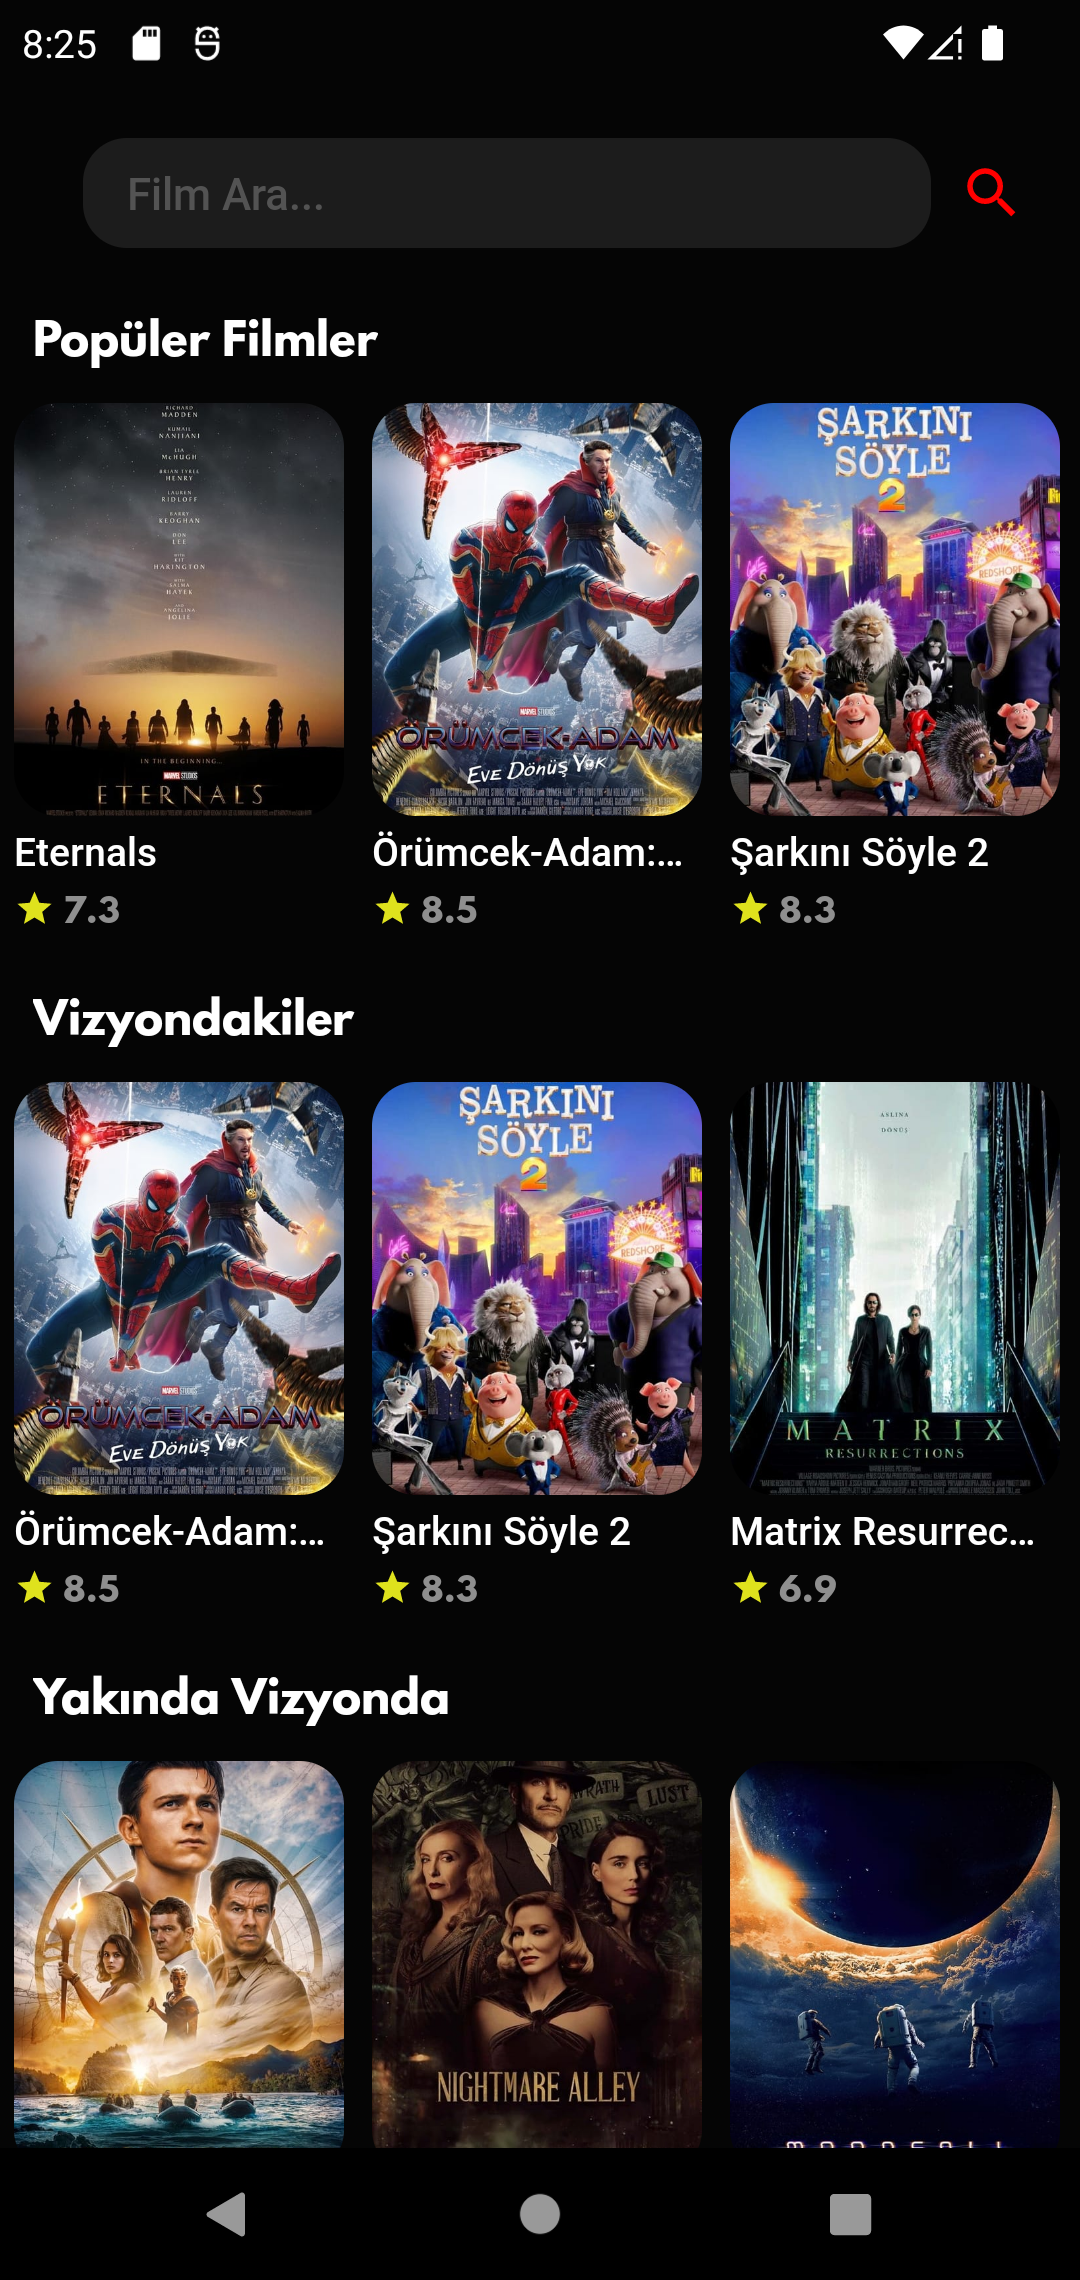 8:25
Film Ara...
Popüler Filmler
RICHARD
MADDEN
KUMAIL
NANJIANI
LIA
McHUGH
BRIAN TYREE
HENRY
LAUREN
RIDLOFF
BARRY
KEOGHAN
DON
LEE
WITH
KIT
HARINGTON
WITH
SALMA
HAYEK
AND
ANGELINA
JOLIE
IN THE BEGINNING...
MARVEL STUDIOS
ETERNALS
MARVEL STUDIOS
ÖRÜMCEK-ADAM
EVE DÖNÜŞ YOK
ŞARKINI
SÖYLE
2
REDSHORE
Eternals
Örümcek-Adam:...
Şarkını Söyle 2
7.3
8.5
8.3
Vizyondakiler
MARVEL STUDIOS
ÖRÜMCEK-ADAM
EVE DÖNÜŞ YOK
ŞARKINI
SÖYLE
2
REDSHORE
ASLINA
DÖNÜŞ
MATRIX
RESURRECTIONS
Örümcek-Adam:...
Şarkını Söyle 2
Matrix Resurrec...
8.5
8.3
6.9
Yakında Vizyonda
WRATH
LUST
PRIDE
NIGHTMARE ALLEY